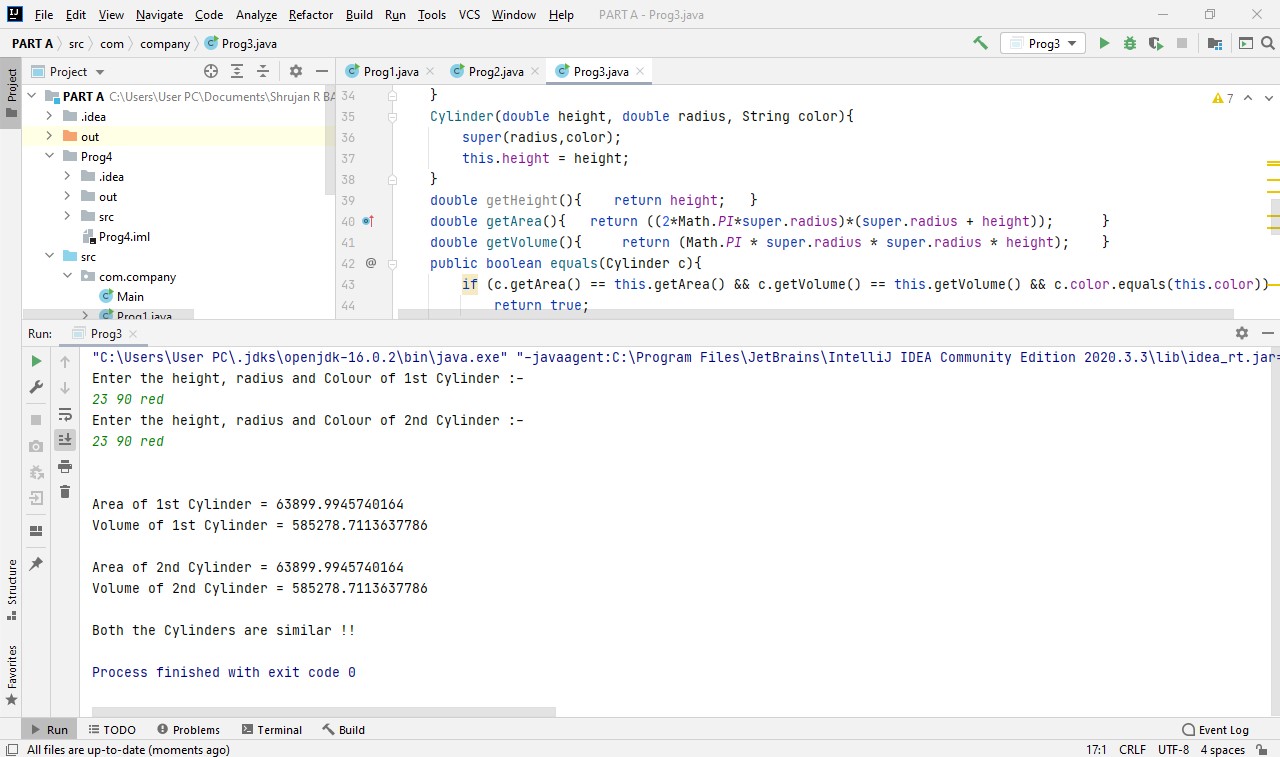 File Edit View Navigate Code Analyze Refactor Build Run Tools VCS Window Help PART A - Prog3.java
PART A src com company Prog3.java Prog3
Project
Project
Prog1.java Prog2.java Prog3.java
PART A C:\Users\User PC\Documents\Shrujan R BA
.idea
out
Prog4
.idea
out
src
Prog4.iml
src
com.company
Main
Prog1.java
7
34 }
35 Cylinder(double height, double radius, String color){
36 super(radius,color);
37 this.height = height;
38 }
39 double getHeight(){ return height; }
40 double getArea(){ return ((2*Math.PI*super.radius)*(super.radius + height)); }
41 double getVolume(){ return (Math.PI * super.radius * super.radius * height); }
42 @ public boolean equals(Cylinder c){
43 if (c.getArea() == this.getArea() && c.getVolume() == this.getVolume() && c.color.equals(this.color))
44 return true;
Run: Prog3
"C:\Users\User PC\.jdks\openjdk-16.0.2\bin\java.exe" "-javaagent:C:\Program Files\JetBrains\IntelliJ IDEA Community Edition 2020.3.3\lib\idea_rt.jar=
Enter the height, radius and Colour of 1st Cylinder :-
23 90 red
Enter the height, radius and Colour of 2nd Cylinder :-
23 90 red
Area of 1st Cylinder = 63899.9945740164
Volume of 1st Cylinder = 585278.7113637786
Area of 2nd Cylinder = 63899.9945740164
Volume of 2nd Cylinder = 585278.7113637786
Both the Cylinders are similar !!
Process finished with exit code 0
Structure
Favorites
Run TODO Problems Terminal Build Event Log
All files are up-to-date (moments ago) 17:1 CRLF UTF-8 4 spaces